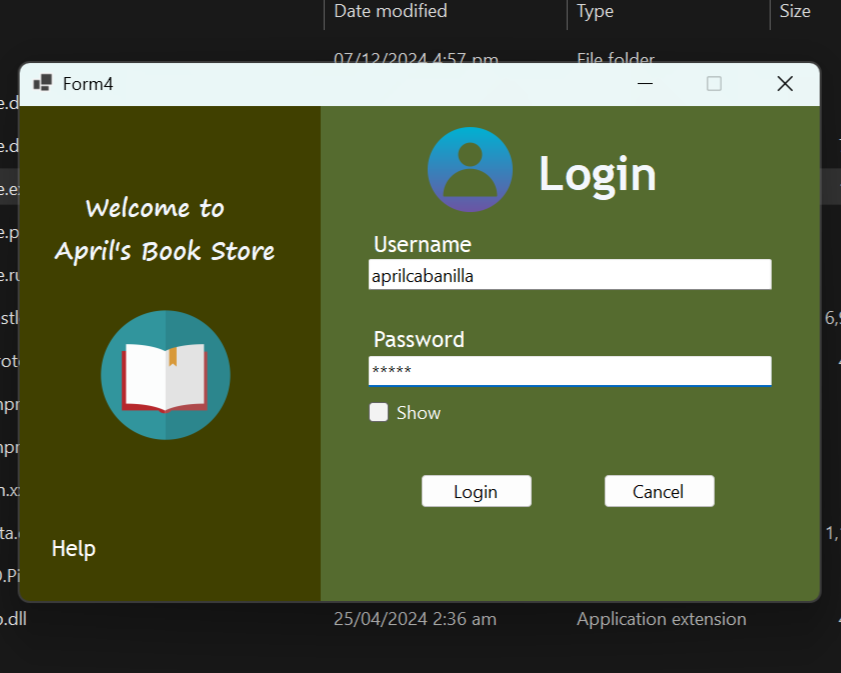 Date modified Type Size
07/12/2024 4:57 pm File folder
Form4
Welcome to
April's Book Store
Help
Login
Username
aprilcabanilla
Password
*****
Show
Login Cancel
.dll 25/04/2024 2:36 am Application extension